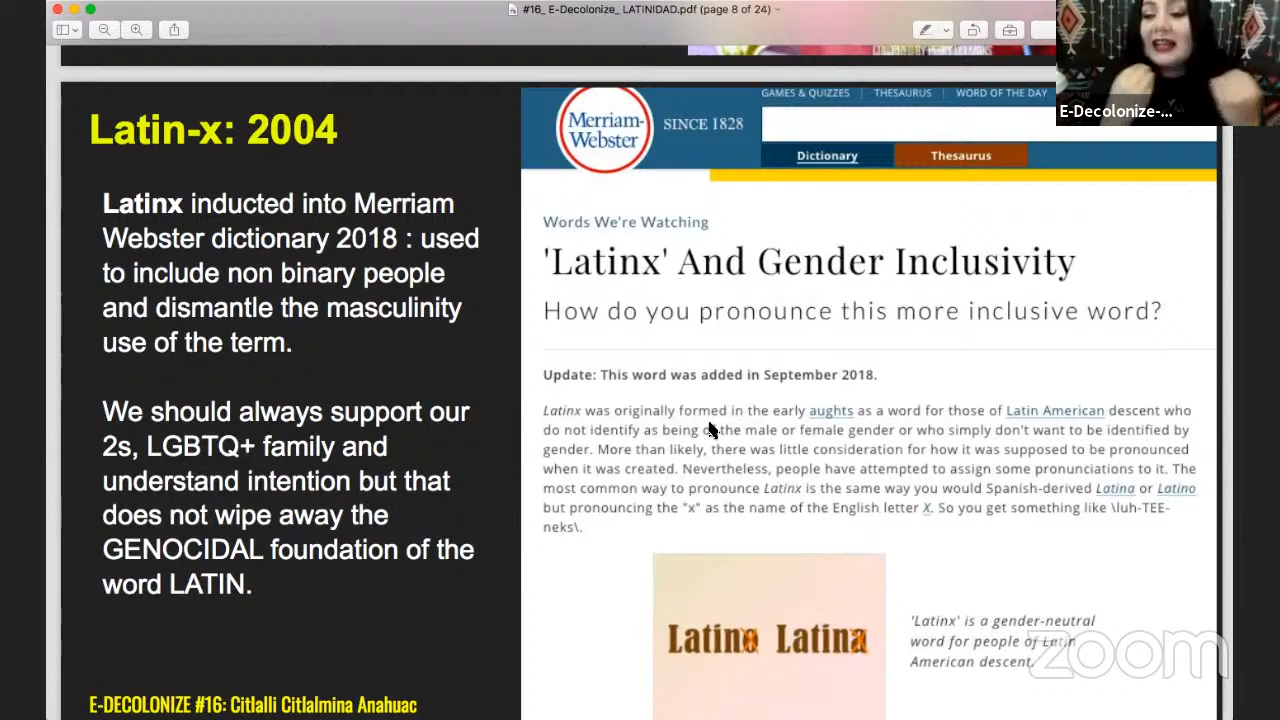 #16_ E-Decolonize_ LATINIDAD.pdf (page 8 of 24)
E-Decolonize-...
Latin-x: 2004
Latinx inducted into Merriam
Webster dictionary 2018 : used
to include non binary people
and dismantle the masculinity
use of the term.
We should always support our
2s, LGBTQ+ family and
understand intention but that
does not wipe away the
GENOCIDAL foundation of the
word LATIN.
E-DECOLONIZE #16: Citlalli Citlalmina Anahuac
GAMES & QUIZZES | THESAURUS | WORD OF THE DAY
Merriam-
Webster
SINCE 1828
Dictionary
Thesaurus
Words We're Watching
'Latinx' And Gender Inclusivity
How do you pronounce this more inclusive word?
Update: This word was added in September 2018.
Latinx was originally formed in the early aughts as a word for those of Latin American descent who
do not identify as being of the male or female gender or who simply don't want to be identified by
gender. More than likely, there was little consideration for how it was supposed to be pronounced
when it was created. Nevertheless, people have attempted to assign some pronunciations to it. The
most common way to pronounce Latinx is the same way you would Spanish-derived Latina or Latino
but pronouncing the "x" as the name of the English letter X. So you get something like \luh-TEE-
neks\.
Latino Latina
'Latinx' is a gender-neutral
word for people of Latin
American descent.
zoom